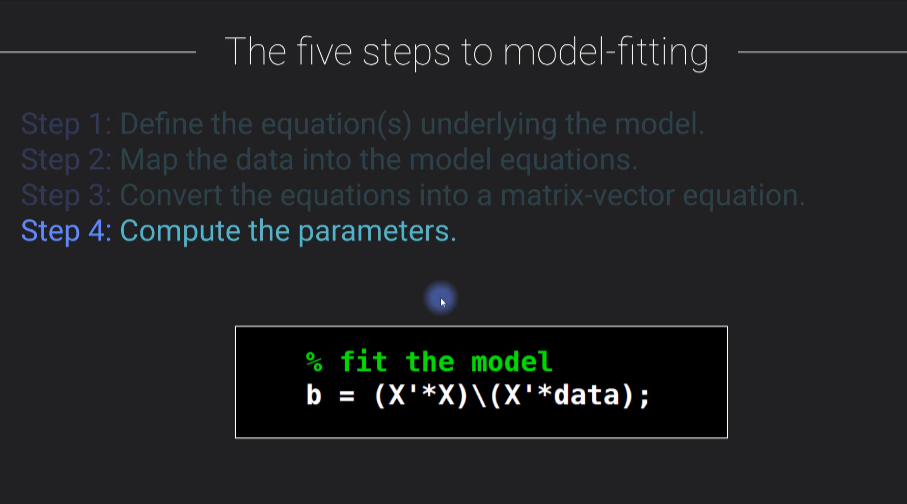 The five steps to model-fitting
Step 1: Define the equation(s) underlying the model.
Step 2: Map the data into the model equations.
Step 3: Convert the equations into a matrix-vector equation.
Step 4: Compute the parameters.
% fit the model
b = (X'*X)\(X'*data);